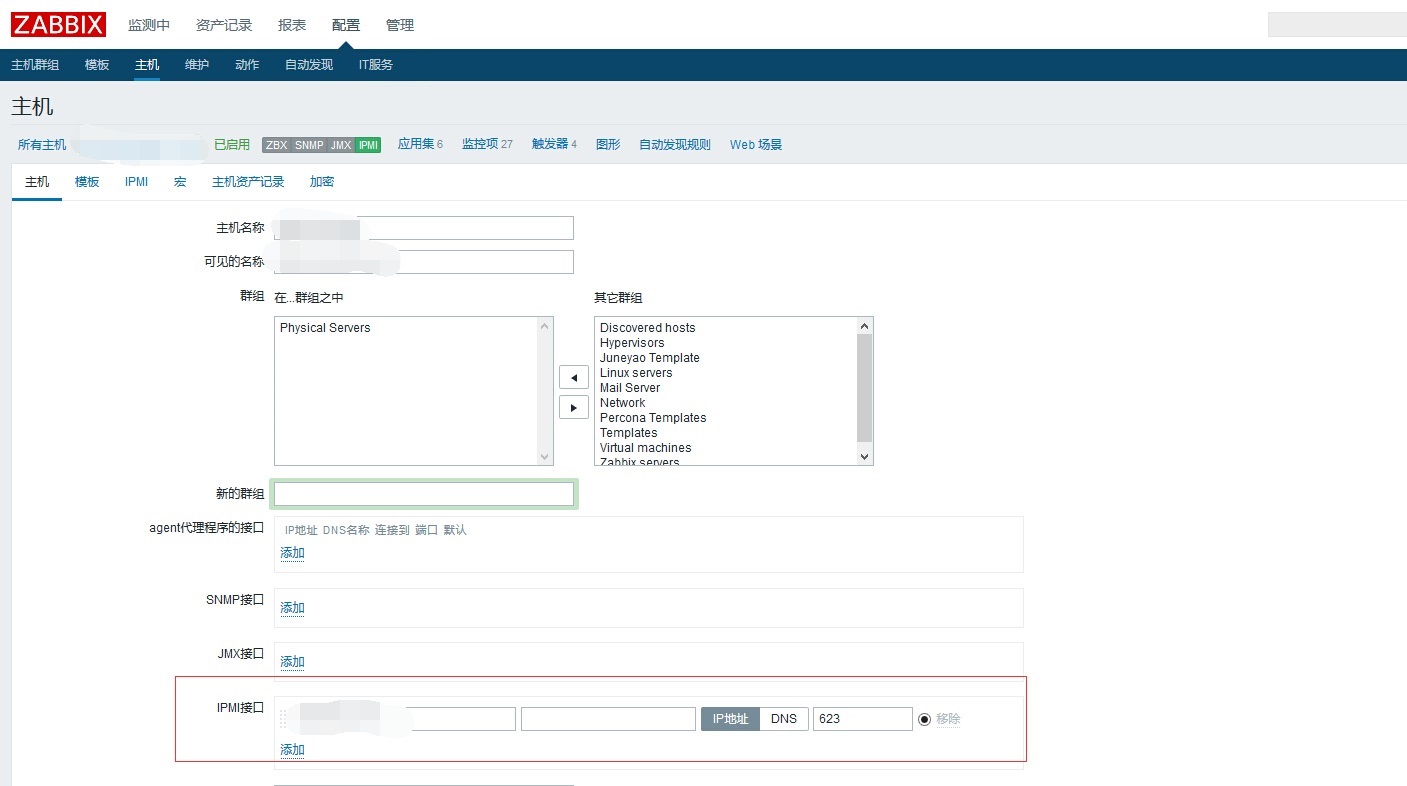 ZABBIX 监测中 资产记录 报表 配置 管理
主机群组 模板 主机 维护 动作 自动发现 IT服务
主机
所有主机 已启用 ZBX SNMP JMX IPMI 应用集 6 监控项 27 触发器 4 图形 自动发现规则 Web 场景
主机 模板 IPMI 宏 主机资产记录 加密
主机名称
可见的名称
群组 在...群组之中 其它群组
Physical Servers
Discovered hosts
Hypervisors
Juneyao Template
Linux servers
Mail Server
Network
Percona Templates
Templates
Virtual machines
Zabbix servers
新的群组
agent代理程序的接口 IP地址 DNS名称 连接到 端口 默认
添加
SNMP接口 添加
JMX接口 添加
IPMI接口 IP地址 DNS 623 移除
添加